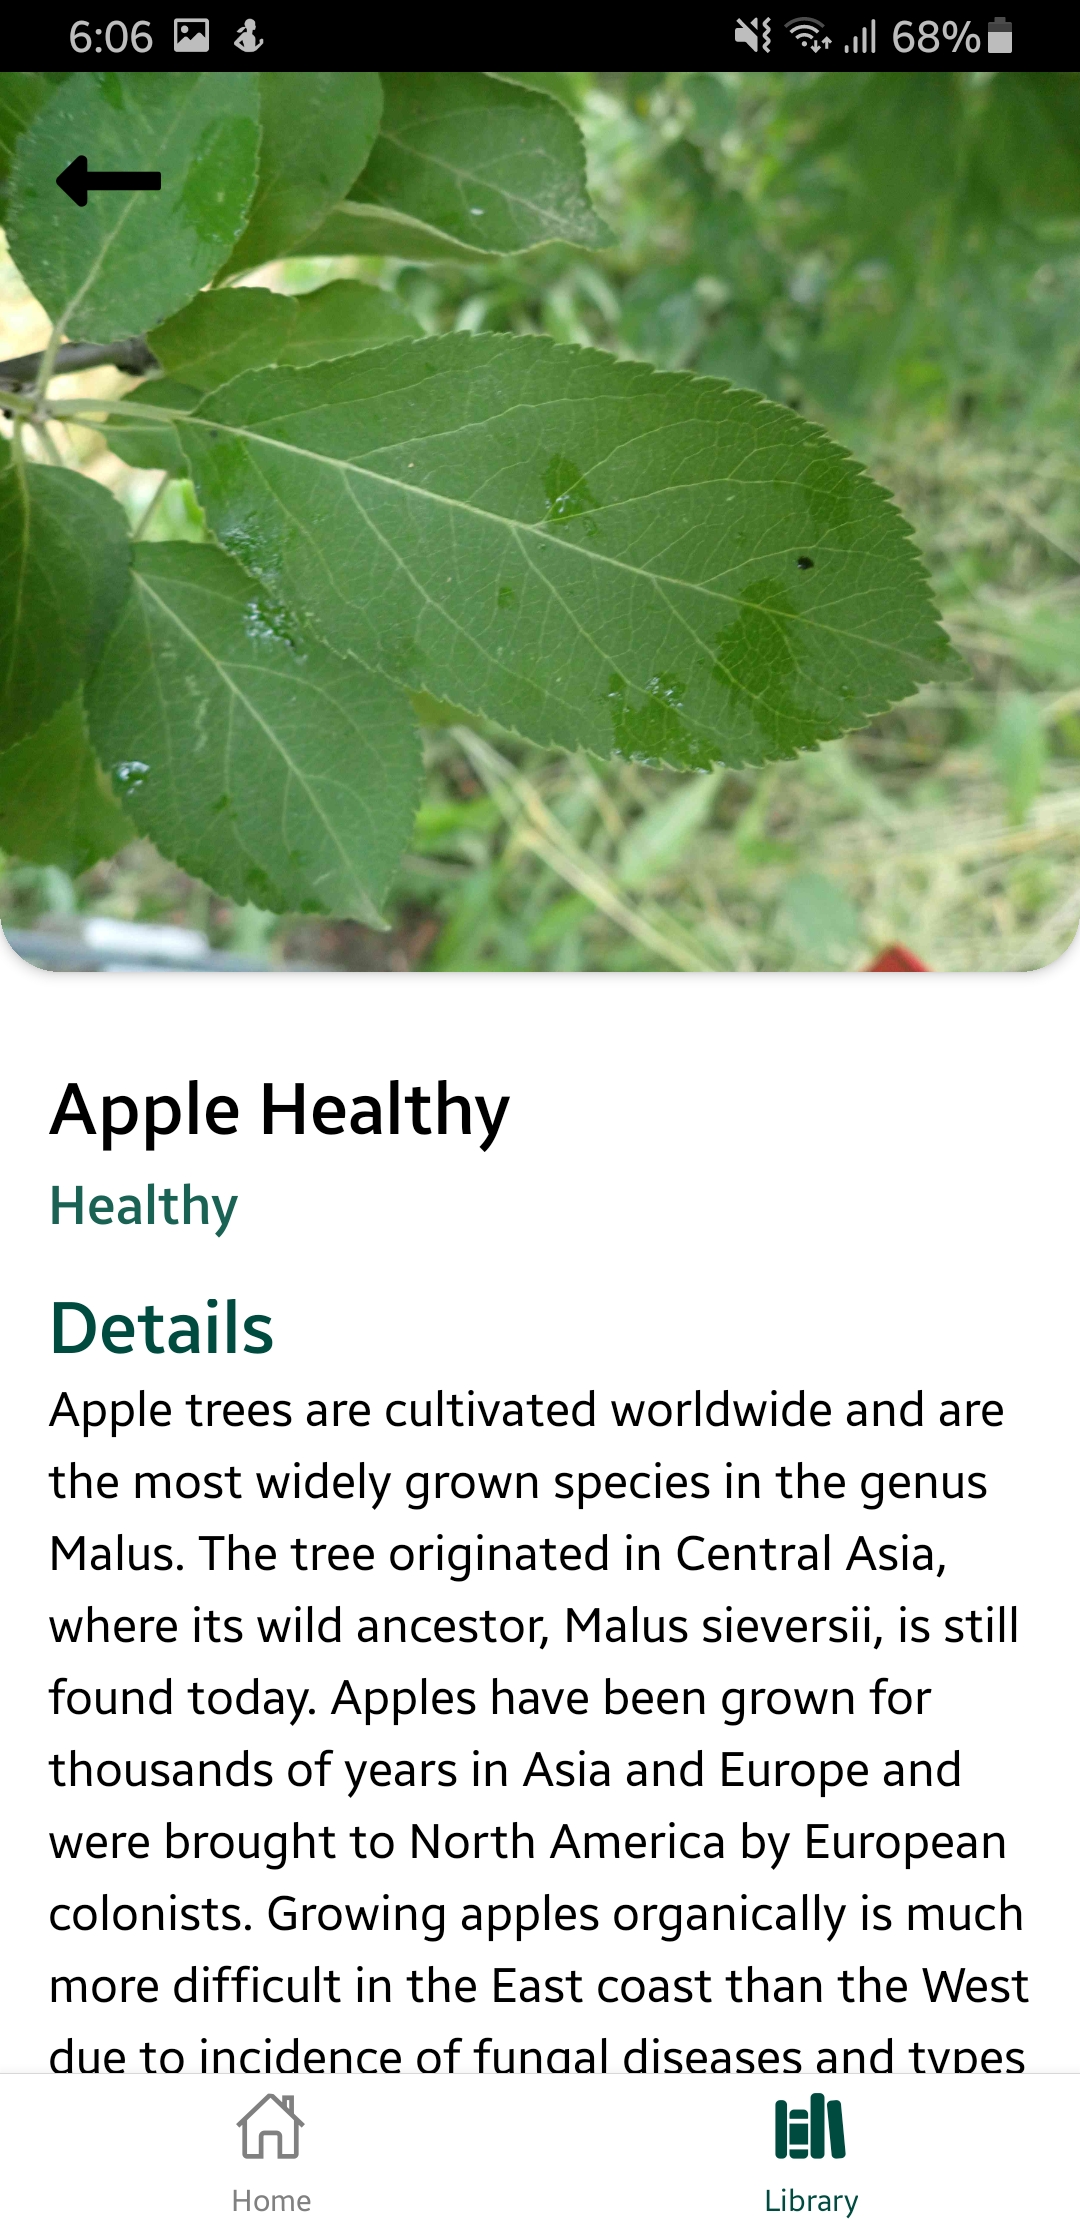 6:06 68%
Apple Healthy
Healthy
Details
Apple trees are cultivated worldwide and are
the most widely grown species in the genus
Malus. The tree originated in Central Asia,
where its wild ancestor, Malus sieversii, is still
found today. Apples have been grown for
thousands of years in Asia and Europe and
were brought to North America by European
colonists. Growing apples organically is much
more difficult in the East coast than the West
due to incidence of fungal diseases and types
Home Library